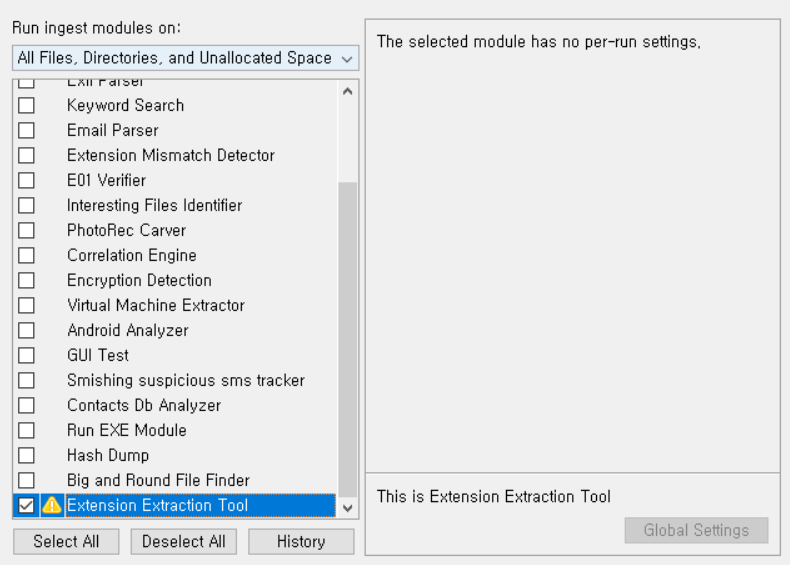 Run ingest modules on:
All Files, Directories, and Unallocated Space
Exif Parser
Keyword Search
Email Parser
Extension Mismatch Detector
E01 Verifier
Interesting Files Identifier
PhotoRec Carver
Correlation Engine
Encryption Detection
Virtual Machine Extractor
Android Analyzer
GUI Test
Smishing suspicious sms tracker
Contacts Db Analyzer
Run EXE Module
Hash Dump
Big and Round File Finder
Extension Extraction Tool
Select All
Deselect All
History
The selected module has no per-run settings,
This is Extension Extraction Tool
Global Settings